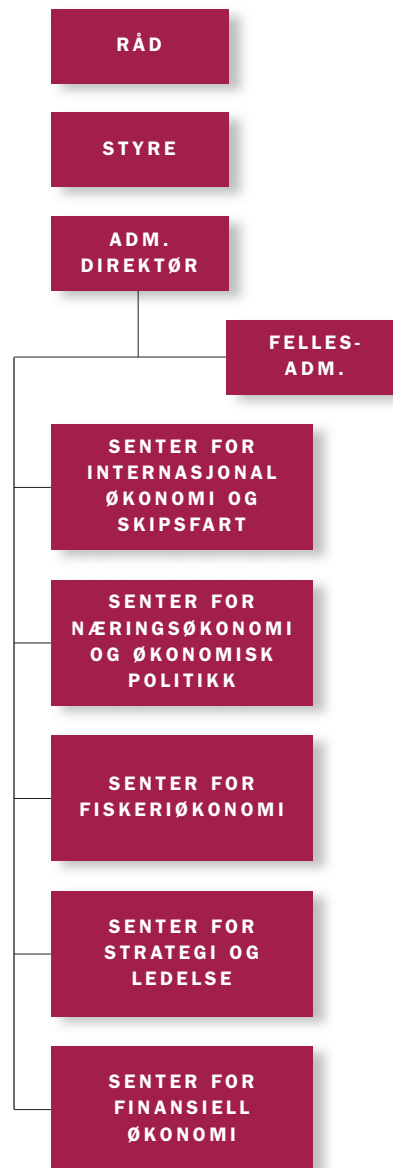 RÅD
STYRE
ADM.
DIREKTØR
FELLES-
ADM.
SENTER FOR
INTERNASJONAL
ØKONOMI OG
SKIPSFART
SENTER FOR
NÆRINGSØKONOMI
OG ØKONOMISK
POLITIKK
SENTER FOR
FISKERIØKONOMI
SENTER FOR
STRATEGI OG
LEDELSE
SENTER FOR
FINANSIELL
ØKONOMI